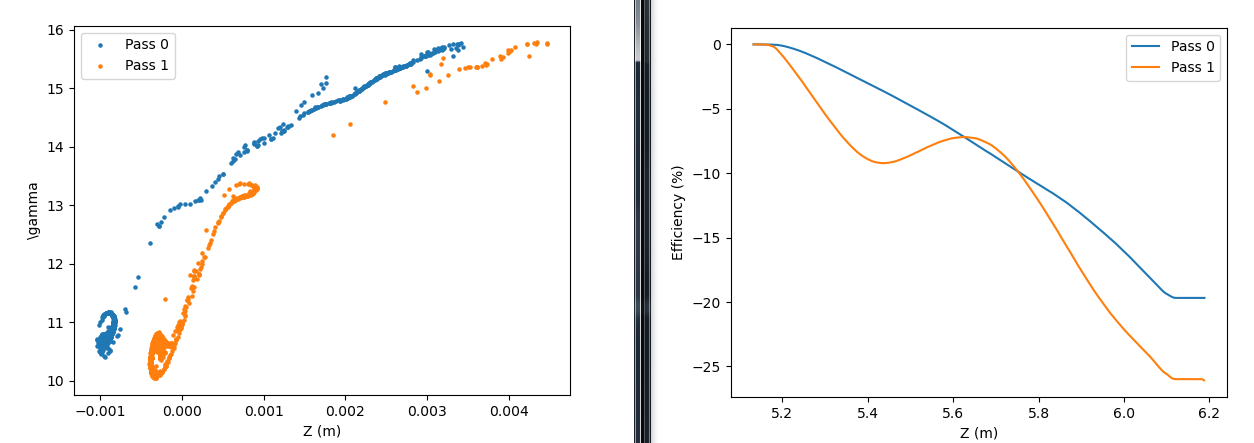 16
15
14
13
12
11
10
\gamma
Pass 0
Pass 1
−0.001 0.000 0.001 0.002 0.003 0.004
Z (m)
0
−5
−10
−15
−20
−25
Efficiency (%)
Pass 0
Pass 1
5.2 5.4 5.6 5.8 6.0 6.2
Z (m)